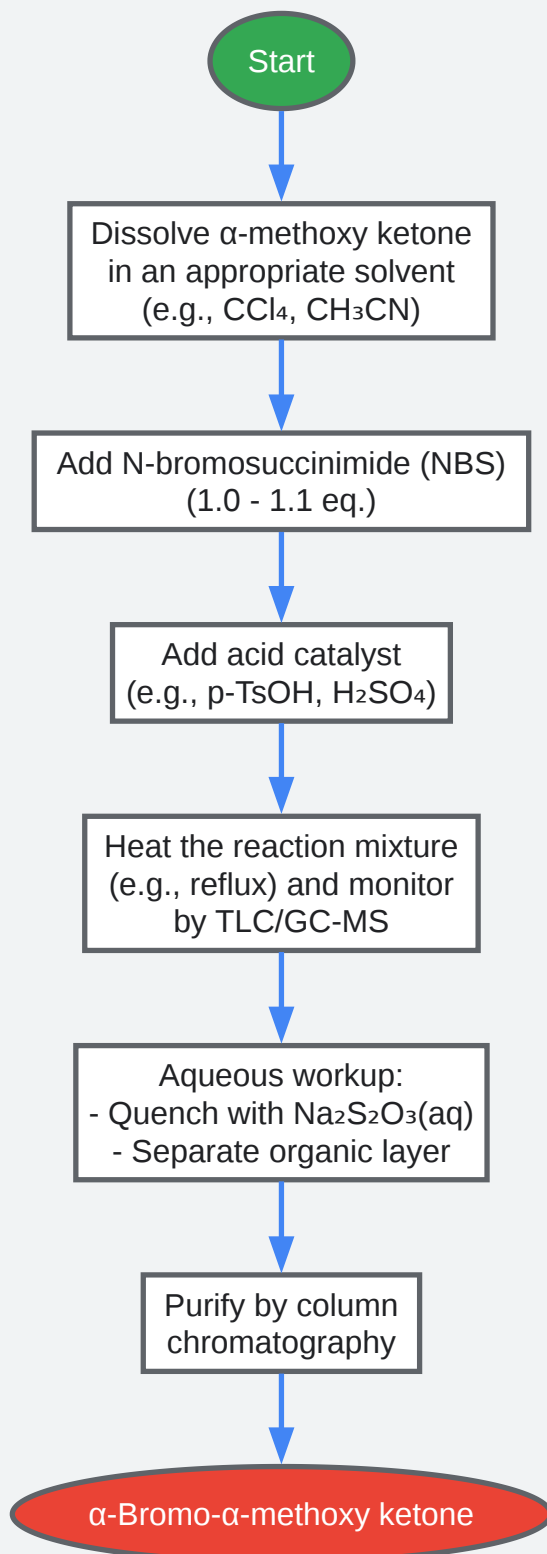 Start
Dissolve α-methoxy ketone
in an appropriate solvent
(e.g., CCl₄, CH₃CN)
Add N-bromosuccinimide (NBS)
(1.0 - 1.1 eq.)
Add acid catalyst
(e.g., p-TsOH, H₂SO₄)
Heat the reaction mixture
(e.g., reflux) and monitor
by TLC/GC-MS
Aqueous workup:
- Quench with Na₂S₂O₃(aq)
- Separate organic layer
Purify by column
chromatography
α-Bromo-α-methoxy ketone